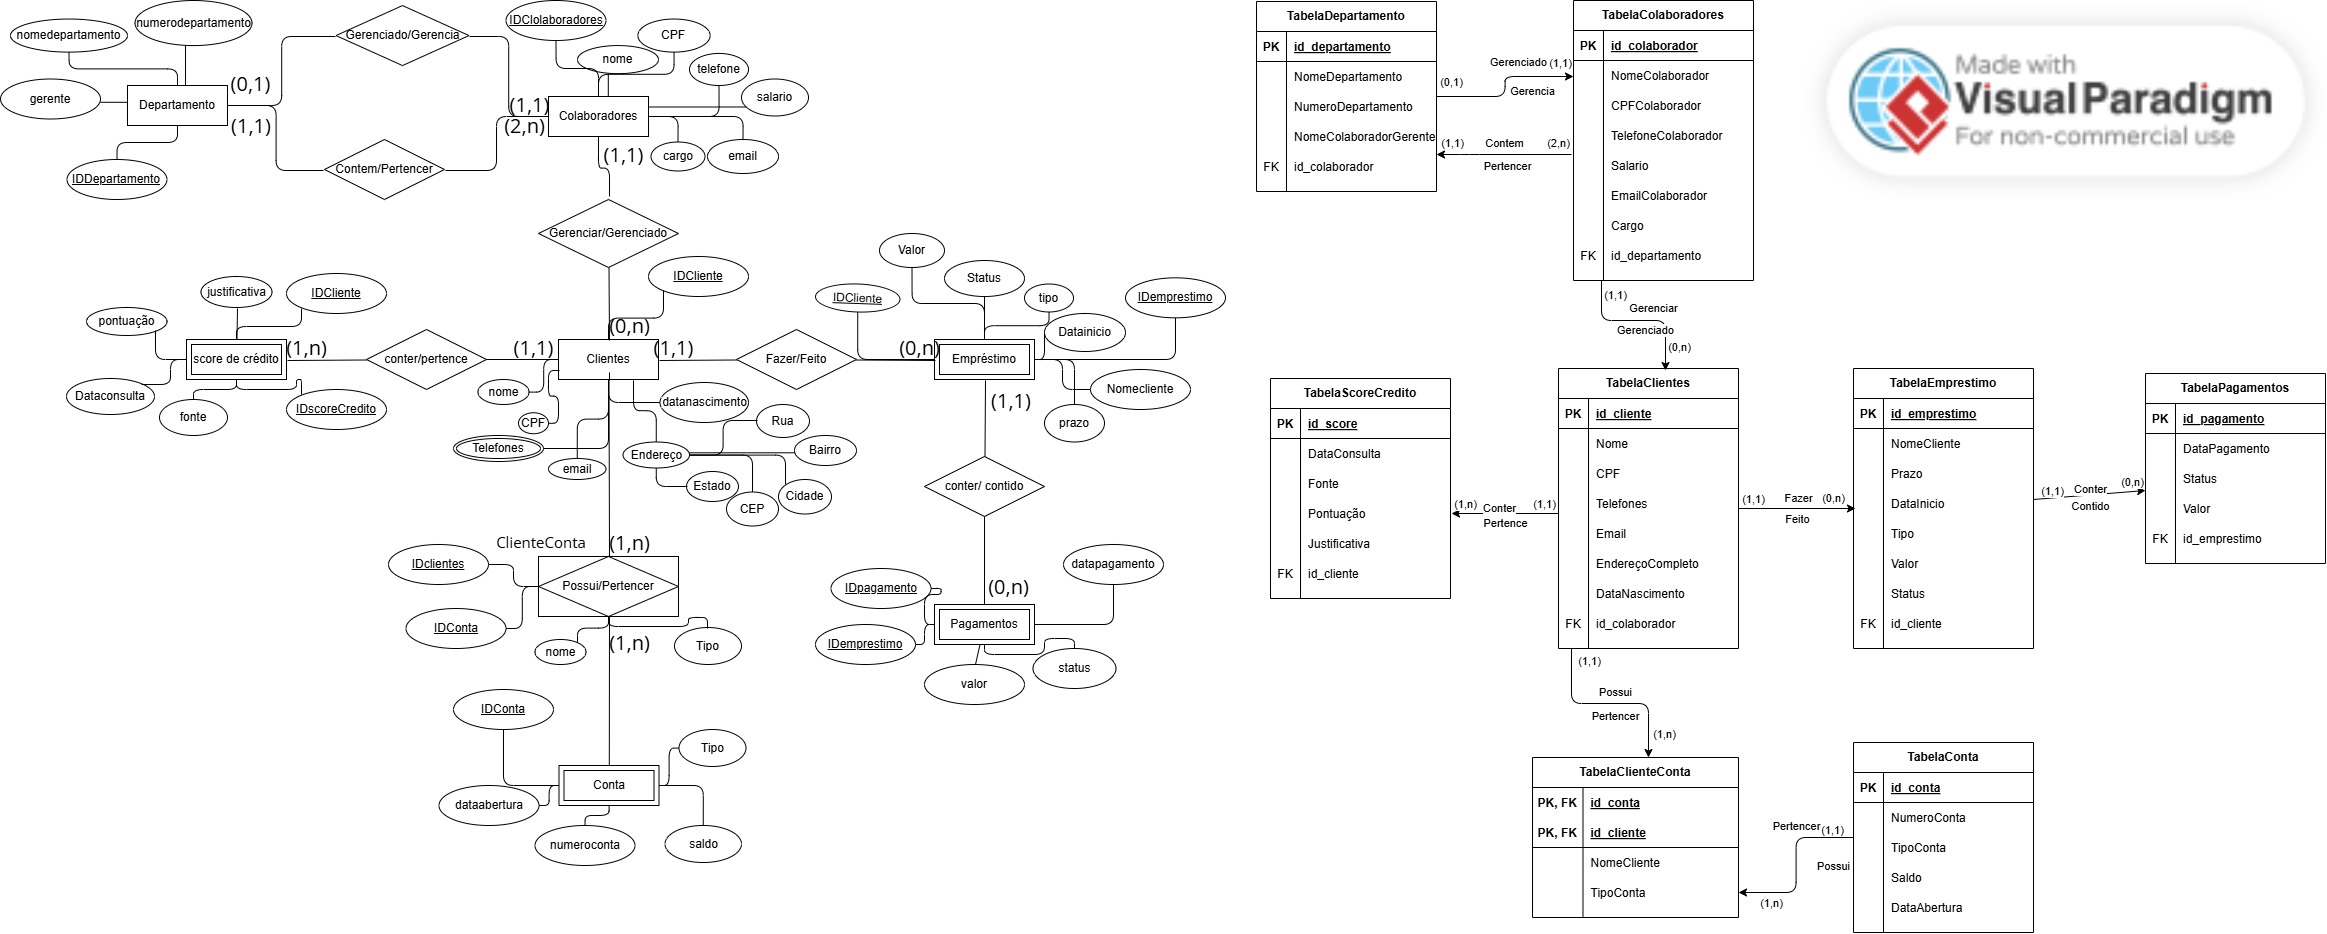 nomedepartamento
numerodepartamento
gerente
Departamento
IDDepartamento
(0,1)
(1,1)
Gerenciado/Gerencia
Contem/Pertencer
(1,1)
(2,n)
IDClolaboradores
nome
CPF
telefone
salario
Colaboradores
cargo
email
(1,1)
Gerenciar/Gerenciado
IDCliente
(0,n)
justificativa
IDCliente
pontuação
score de crédito
(1,n)
Dataconsulta
fonte
IDscoreCredito
conter/pertence
(1,1)
Clientes
(1,1)
nome
CPF
Telefones
email
datanascimento
Endereço
Rua
Bairro
Estado
CEP
Cidade
Fazer/Feito
(0,n)
Valor
Status
IDCliente
tipo
IDemprestimo
Datainicio
Empréstimo
Nomecliente
prazo
(1,1)
conter/ contido
(0,n)
datapagamento
IDpagamento
Pagamentos
IDemprestimo
valor
status
ClienteConta
(1,n)
IDclientes
Possui/Pertencer
IDConta
nome
(1,n)
Tipo
IDConta
Tipo
Conta
dataabertura
numeroconta
saldo
TabelaDepartamento
PK id_departamento
NomeDepartamento
NumeroDepartamento
NomeColaboradorGerente
FK id_colaborador
(0,1)
Gerenciado (1,1)
Gerencia
(1,1) Contem (2,n)
Pertencer
TabelaColaboradores
PK id_colaborador
NomeColaborador
CPFColaborador
TelefoneColaborador
Salario
EmailColaborador
Cargo
FK id_departamento
(1,1)
Gerenciar
Gerenciado
(0,n)
Made with
Visual Paradigm
For non-commercial use
TabelaScoreCredito
PK id_score
DataConsulta
Fonte
Pontuação
Justificativa
FK id_cliente
(1,n) Conter (1,1)
Pertence
TabelaClientes
PK id_cliente
Nome
CPF
Telefones
Email
EndereçoCompleto
DataNascimento
FK id_colaborador
(1,1) Fazer (0,n)
Feito
TabelaEmprestimo
PK id_emprestimo
NomeCliente
Prazo
DataInicio
Tipo
Valor
Status
FK id_cliente
(1,1) Conter (0,n)
Contido
TabelaPagamentos
PK id_pagamento
DataPagamento
Status
Valor
FK id_emprestimo
(1,1)
Possui
Pertencer
(1,n)
TabelaClienteConta
PK, FK id_conta
PK, FK id_cliente
NomeCliente
TipoConta
Pertencer (1,1)
Possui
(1,n)
TabelaConta
PK id_conta
NumeroConta
TipoConta
Saldo
DataAbertura